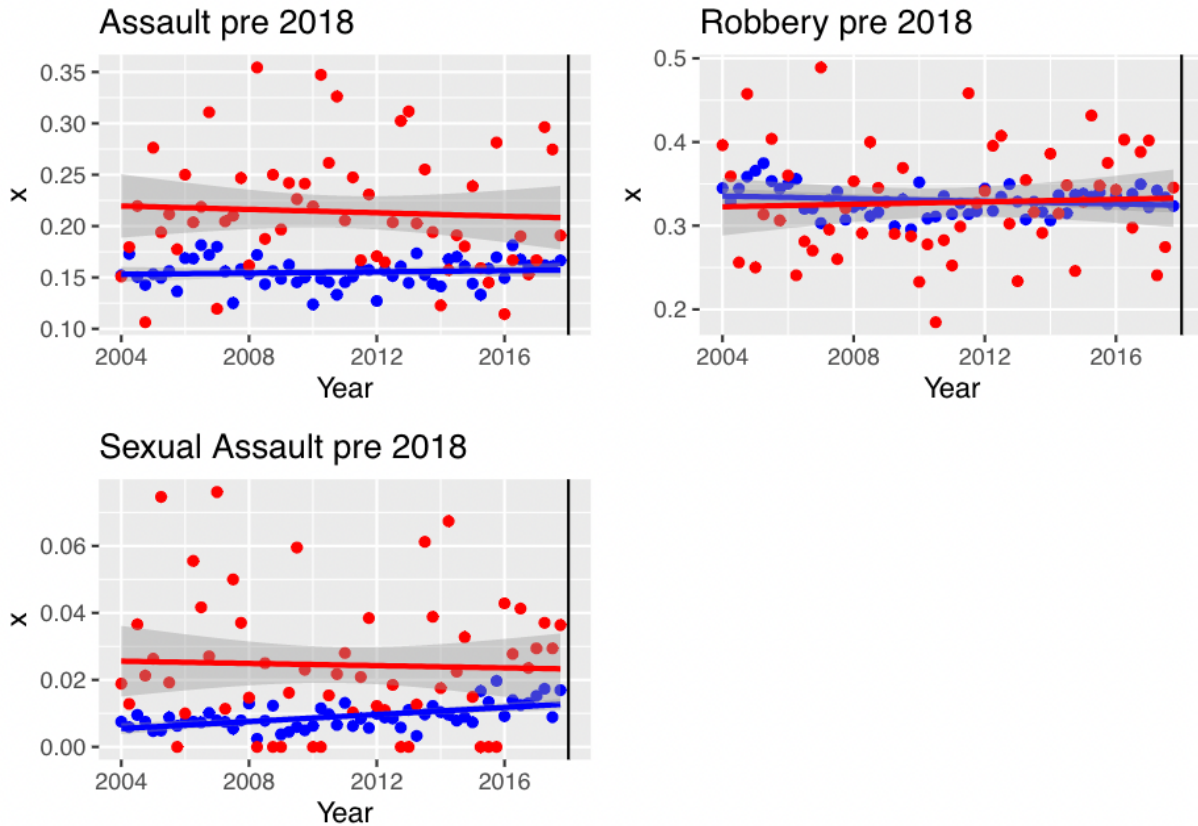 Assault pre 2018
0.35
0.30
0.25
0.20
0.15
0.10
x
2004 2008 2012 2016
Year
Robbery pre 2018
0.5
0.4
0.3
0.2
x
2004 2008 2012 2016
Year
Sexual Assault pre 2018
0.06
0.04
0.02
0.00
x
2004 2008 2012 2016
Year